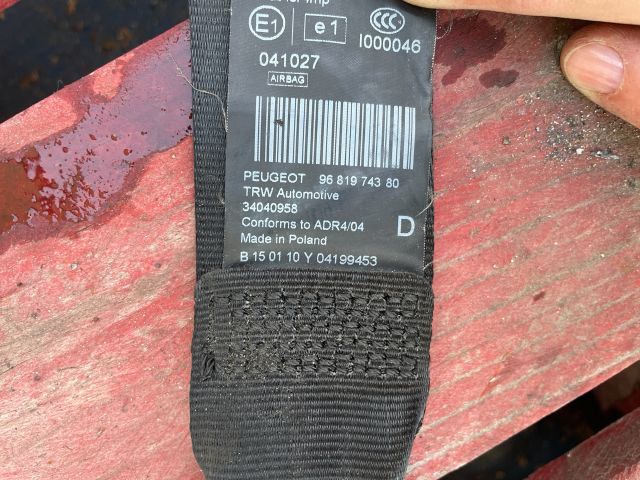 E1 e1 CCC
I000046
041027
AIRBAG
PEUGEOT 96 819 743 80
TRW Automotive
34040958
Conforms to ADR4/04 D
Made in Poland
B 15 01 10 Y 04199453